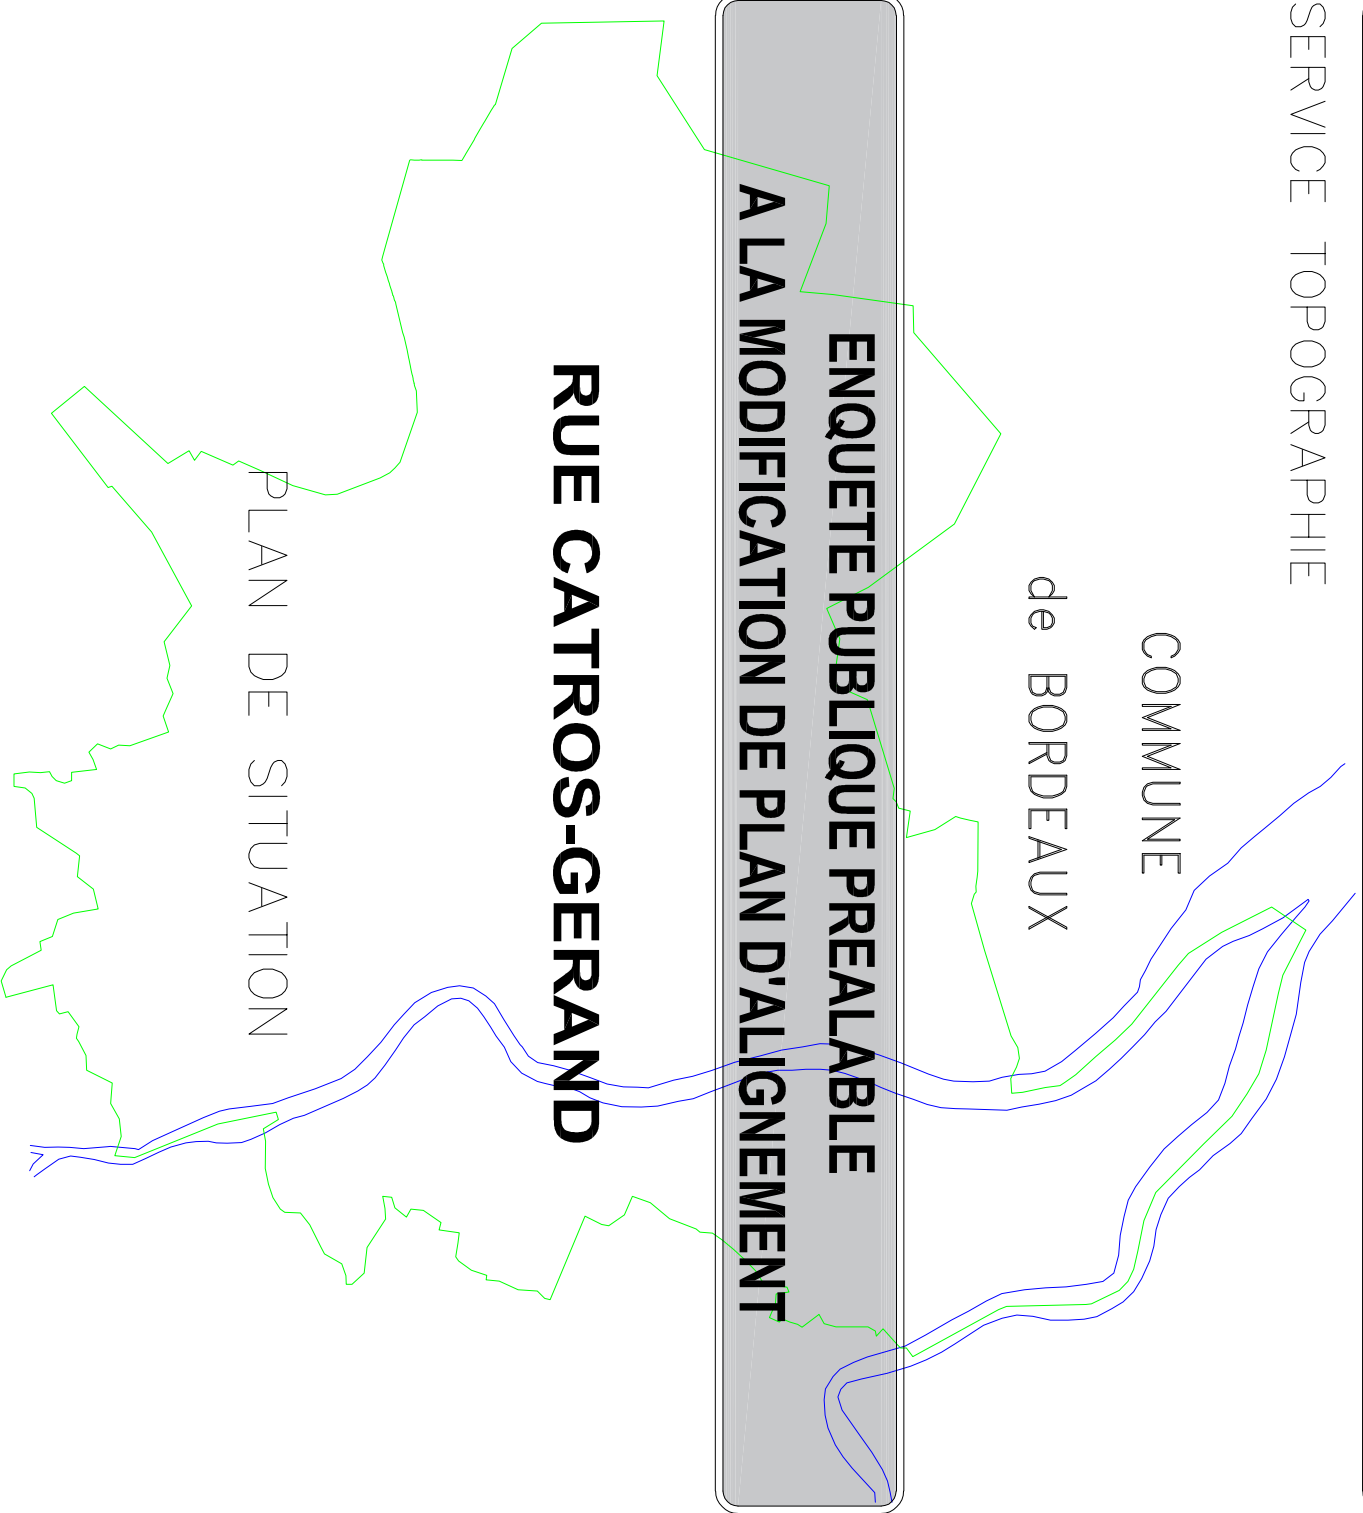 SERVICE TOPOGRAPHIE
COMMUNE
de BORDEAUX
ENQUETE PUBLIQUE PREALABLE
A LA MODIFICATION DE PLAN D'ALIGNEMENT
RUE CATROS-GERAND
PLAN DE SITUATION